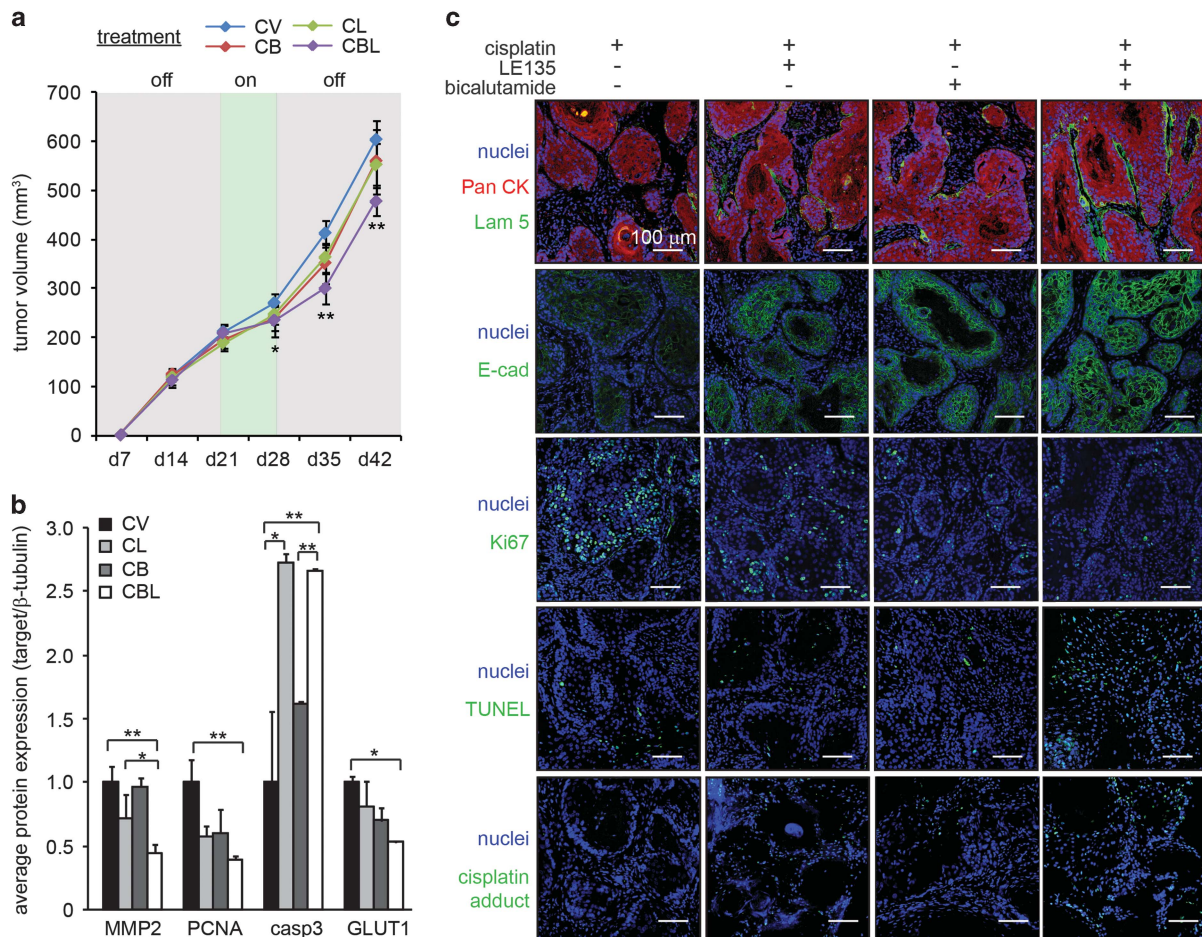 a
treatment
CV CL
CB CBL
off on off
tumor volume (mm³)
700
600
500
400
300
200
100
0
*
**
**
d7 d14 d21 d28 d35 d42
b
average protein expression (target/β-tubulin)
3.0
2.5
2.0
1.5
1.0
0.5
0
CV
CL
CB
CBL
** * ** * ** **
*
MMP2 PCNA casp3 GLUT1
c
cisplatin + + + +
LE135 - + - +
bicalutamide - - + +
nuclei
Pan CK
Lam 5
100 µm
nuclei
E-cad
nuclei
Ki67
nuclei
TUNEL
nuclei
cisplatin
adduct